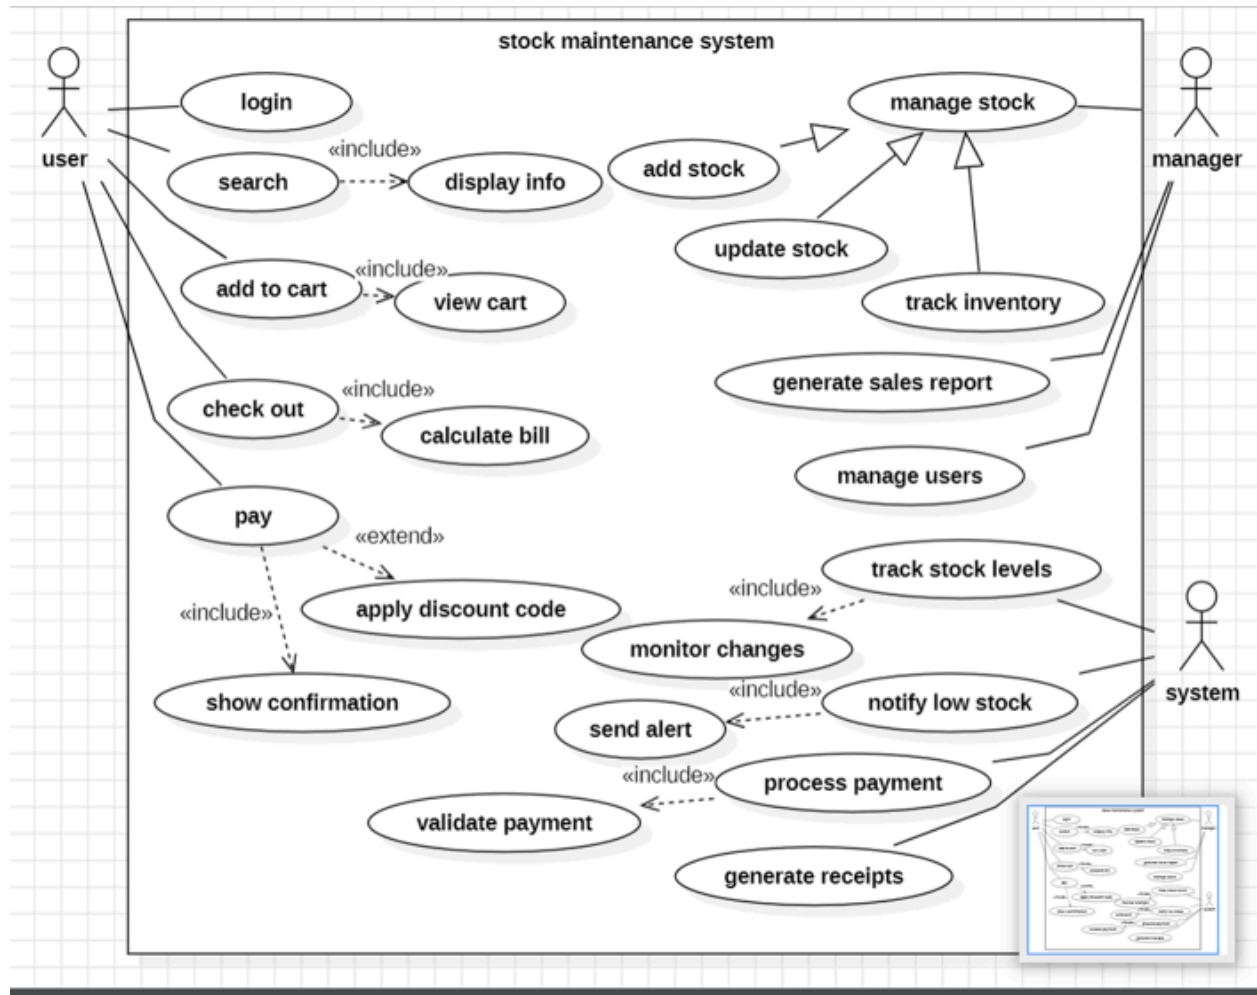 stock maintenance system
login
manage stock
user
«include»
manager
search
display info
add stock
update stock
add to cart
«include»
view cart
track inventory
generate sales report
check out
«include»
calculate bill
manage users
pay
«extend»
track stock levels
«include»
apply discount code
«include»
monitor changes
system
show confirmation
«include»
notify low stock
send alert
«include»
process payment
validate payment
generate receipts